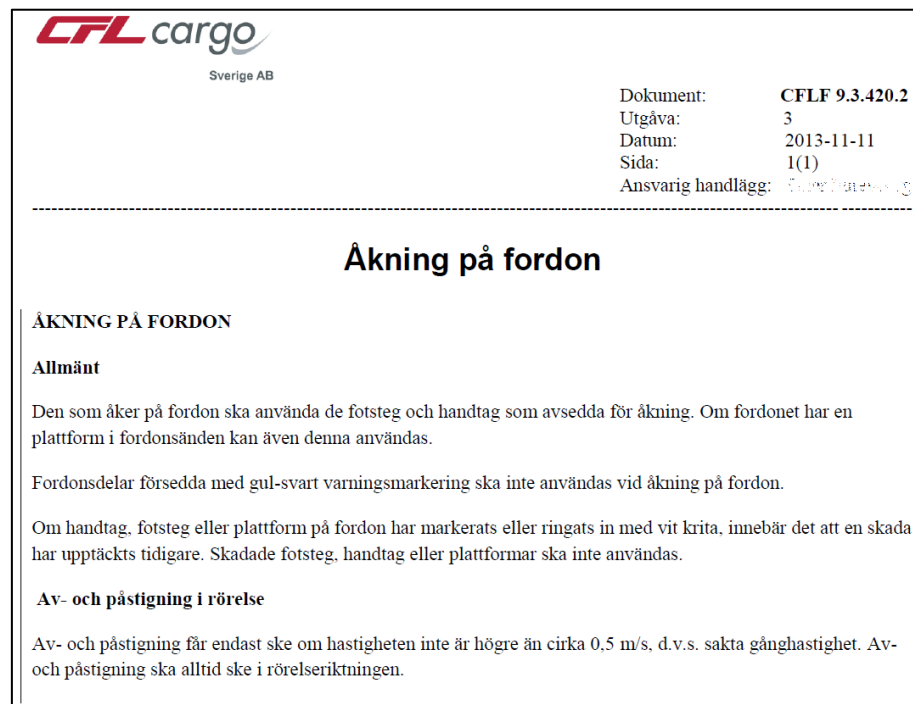 CFL cargo
Sverige AB
Dokument: CFLF 9.3.420.2
Utgåva: 3
Datum: 2013-11-11
Sida: 1(1)
Ansvarig handlägg:
Åkning på fordon
ÅKNING PÅ FORDON
Allmänt
Den som åker på fordon ska använda de fotsteg och handtag som avsedda för åkning. Om fordonet har en
plattform i fordonsänden kan även denna användas.
Fordonsdelar försedda med gul-svart varningsmarkering ska inte användas vid åkning på fordon.
Om handtag, fotsteg eller plattform på fordon har markerats eller ringats in med vit krita, innebär det att en skada
har upptäckts tidigare. Skadade fotsteg, handtag eller plattformar ska inte användas.
Av- och påstigning i rörelse
Av- och påstigning får endast ske om hastigheten inte är högre än cirka 0,5 m/s, d.v.s. sakta gånghastighet. Av-
och påstigning ska alltid ske i rörelseriktningen.